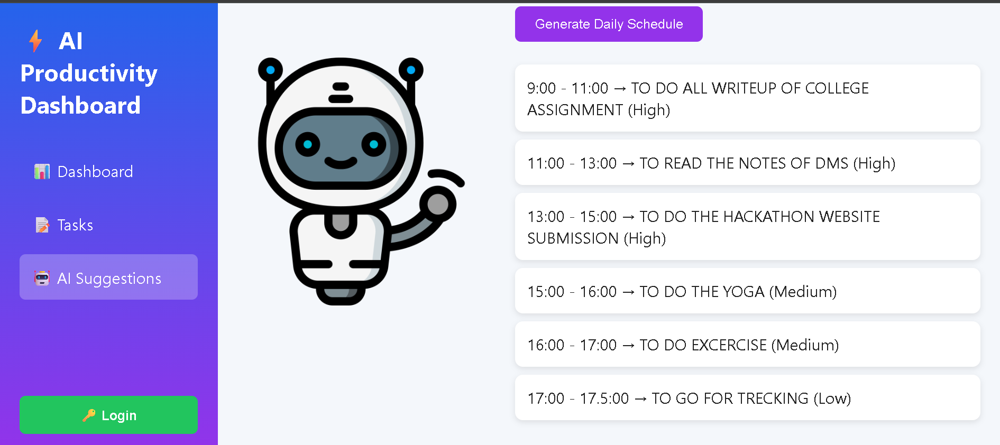 ⚡ AI
Productivity
Dashboard
📊 Dashboard
📝 Tasks
🤖 AI Suggestions
🔑 Login
Generate Daily Schedule
9:00 - 11:00 → TO DO ALL WRITEUP OF COLLEGE
ASSIGNMENT (High)
11:00 - 13:00 → TO READ THE NOTES OF DMS (High)
13:00 - 15:00 → TO DO THE HACKATHON WEBSITE
SUBMISSION (High)
15:00 - 16:00 → TO DO THE YOGA (Medium)
16:00 - 17:00 → TO DO EXCERCISE (Medium)
17:00 - 17.5:00 → TO GO FOR TRECKING (Low)